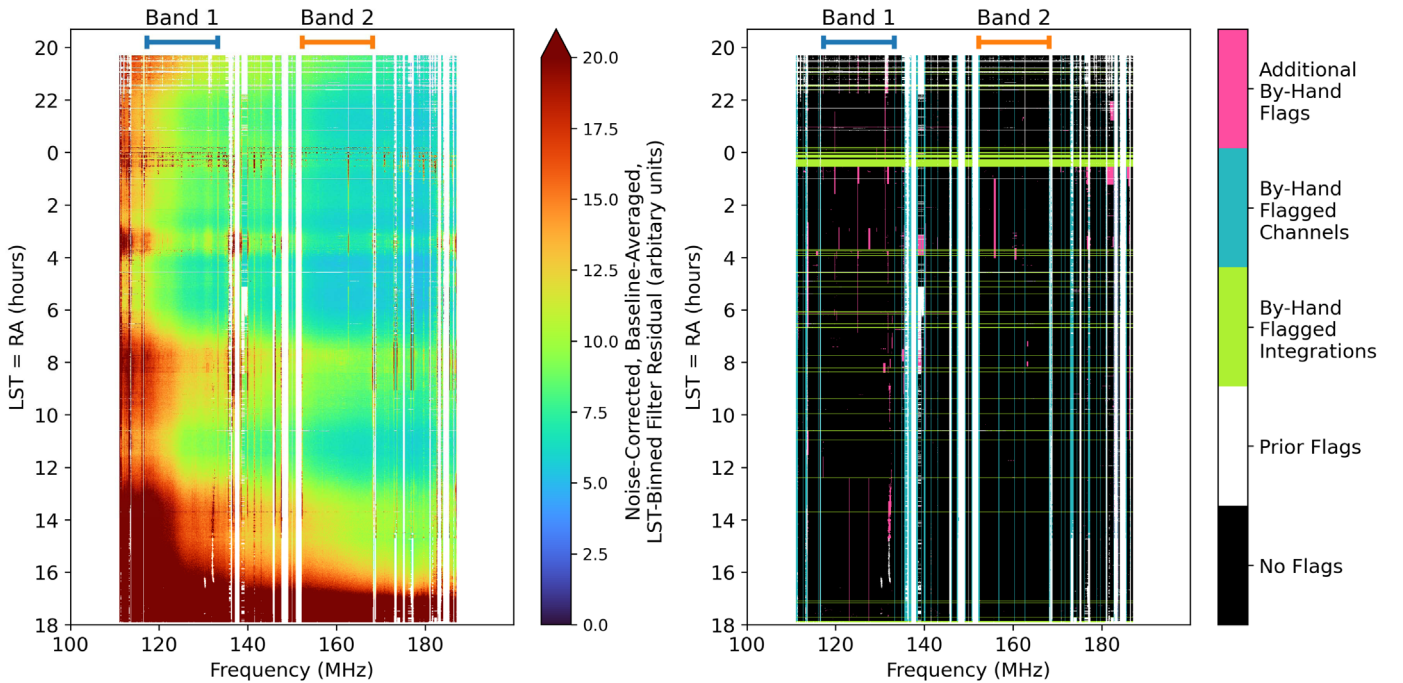 Band 1
Band 2
20
22
0
2
4
6
8
10
12
14
16
18
LST = RA (hours)
100
120
140
160
180
Frequency (MHz)
20.0
17.5
15.0
12.5
10.0
7.5
5.0
2.5
0.0
Noise-Corrected, Baseline-Averaged,
LST-Binned Filter Residual (arbitary units)
Band 1
Band 2
20
22
0
2
4
6
8
10
12
14
16
18
LST = RA (hours)
100
120
140
160
180
Frequency (MHz)
Additional
By-Hand
Flags
By-Hand
Flagged
Channels
By-Hand
Flagged
Integrations
Prior Flags
No Flags